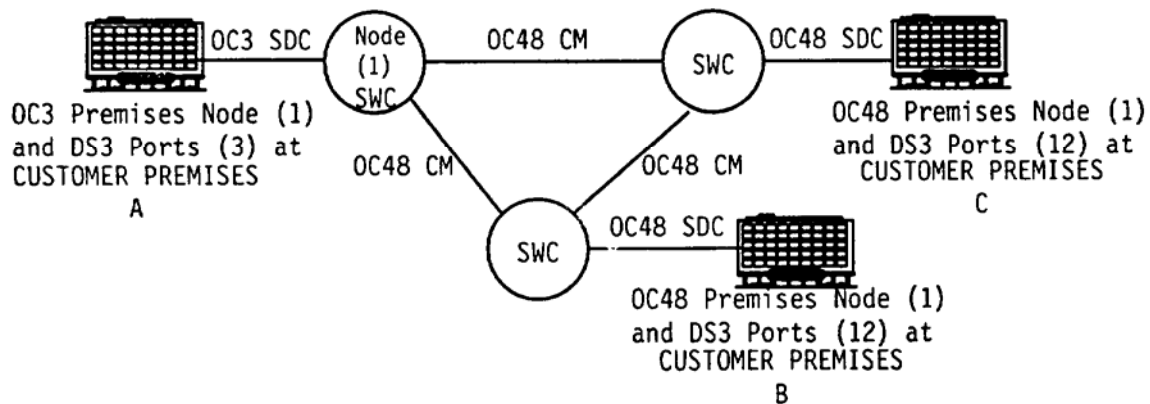 OC3 SDC
Node
(1)
SWC
OC48 CM
SWC
OC48 SDC
OC3 Premises Node (1)
and DS3 Ports (3) at
CUSTOMER PREMISES
A
OC48 CM
OC48 CM
OC48 Premises Node (1)
and DS3 Ports (12) at
CUSTOMER PREMISES
C
SWC
OC48 SDC
OC48 Premises Node (1)
and DS3 Ports (12) at
CUSTOMER PREMISES
B